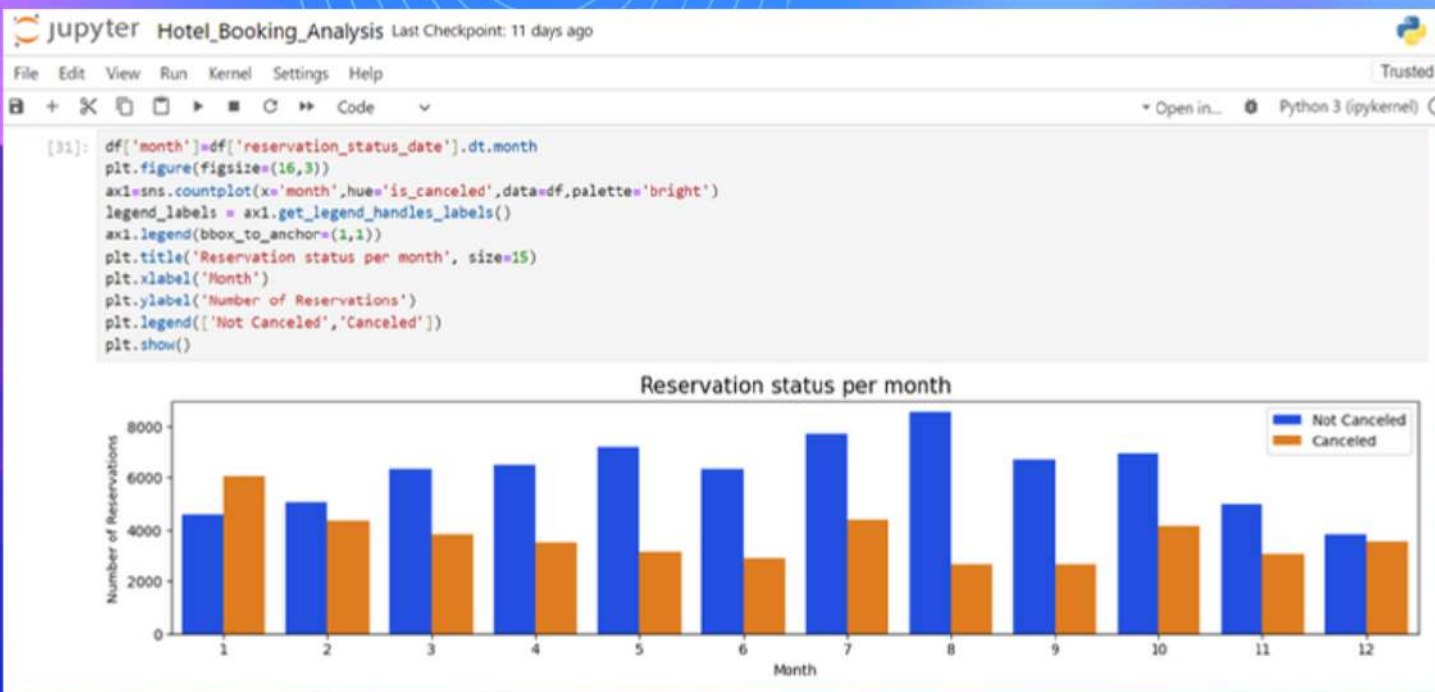 jupyter Hotel_Booking_Analysis Last Checkpoint: 11 days ago
File Edit View Run Kernel Settings Help Trusted
Code Open in... Python 3 (ipykernel)
[31]: df['month']=df['reservation_status_date'].dt.month
plt.figure(figsize=(16,3))
ax1=sns.countplot(x='month',hue='is_canceled',data=df,palette='bright')
legend_labels = ax1.get_legend_handles_labels()
ax1.legend(bbox_to_anchor=(1,1))
plt.title('Reservation status per month', size=15)
plt.xlabel('Month')
plt.ylabel('Number of Reservations')
plt.legend(['Not Canceled','Canceled'])
plt.show()
Reservation status per month
Not Canceled
Canceled
Number of Reservations
8000
6000
4000
2000
0
1 2 3 4 5 6 7 8 9 10 11 12
Month